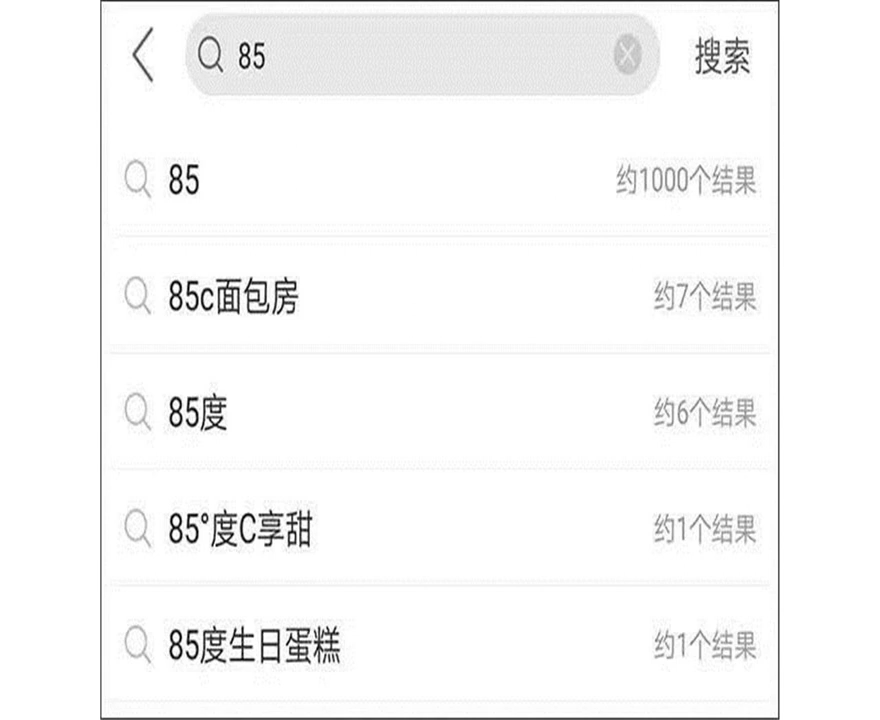 85 搜索
85 约1000个结果
85c面包房 约7个结果
85度 约6个结果
85°度C享甜 约1个结果
85度生日蛋糕 约1个结果